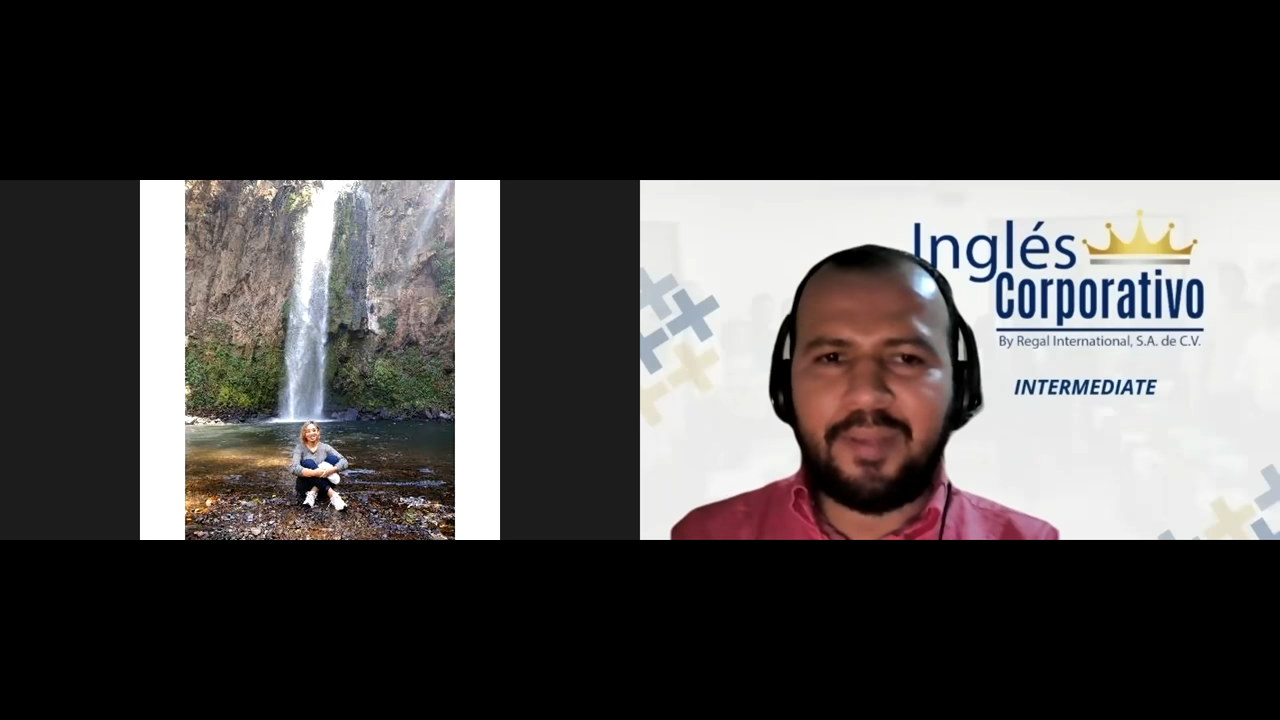 Inglés
Corporativo
By Regal International, S.A. de C.V.
INTERMEDIATE